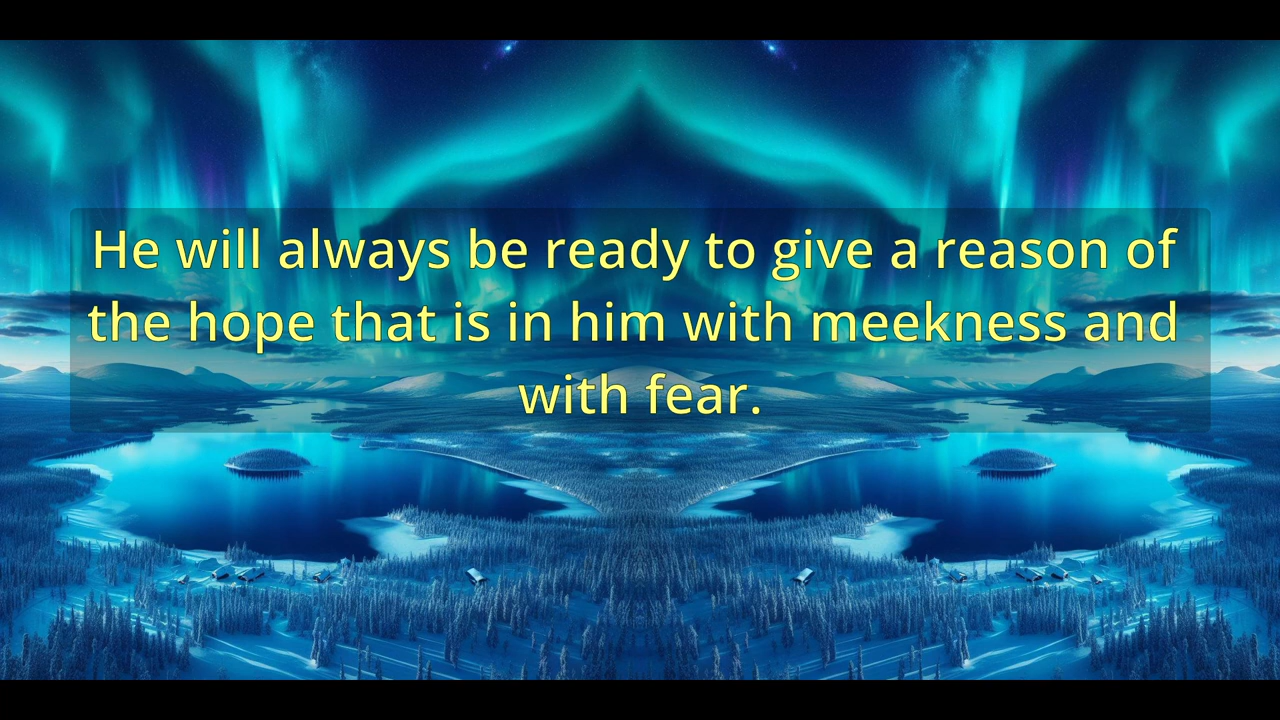 He will always be ready to give a reason of
the hope that is in him with meekness and
with fear.